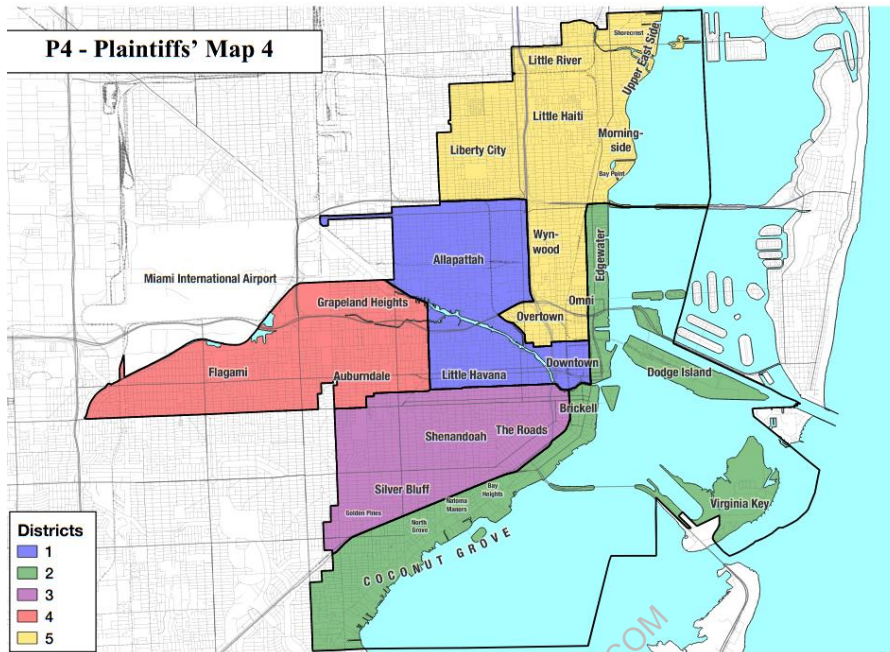 P4 - Plaintiffs' Map 4
Shorecrest
Upper East Side
Little River
Little Haiti
Morning-
side
Liberty City
Bay Point
Wyn-
wood
Edgewater
Allapattah
Miami International Airport
Grapeland Heights
Omni
Overtown
Downtown
Flagami
Auburndale
Little Havana
Dodge Island
Brickell
Shenandoah
The Roads
Silver Bluff
Bay
Heights
Natoma
Manors
Virginia Key
Golden Pines
North
Grove
COCONUT GROVE
Districts
1
2
3
4
5
COM